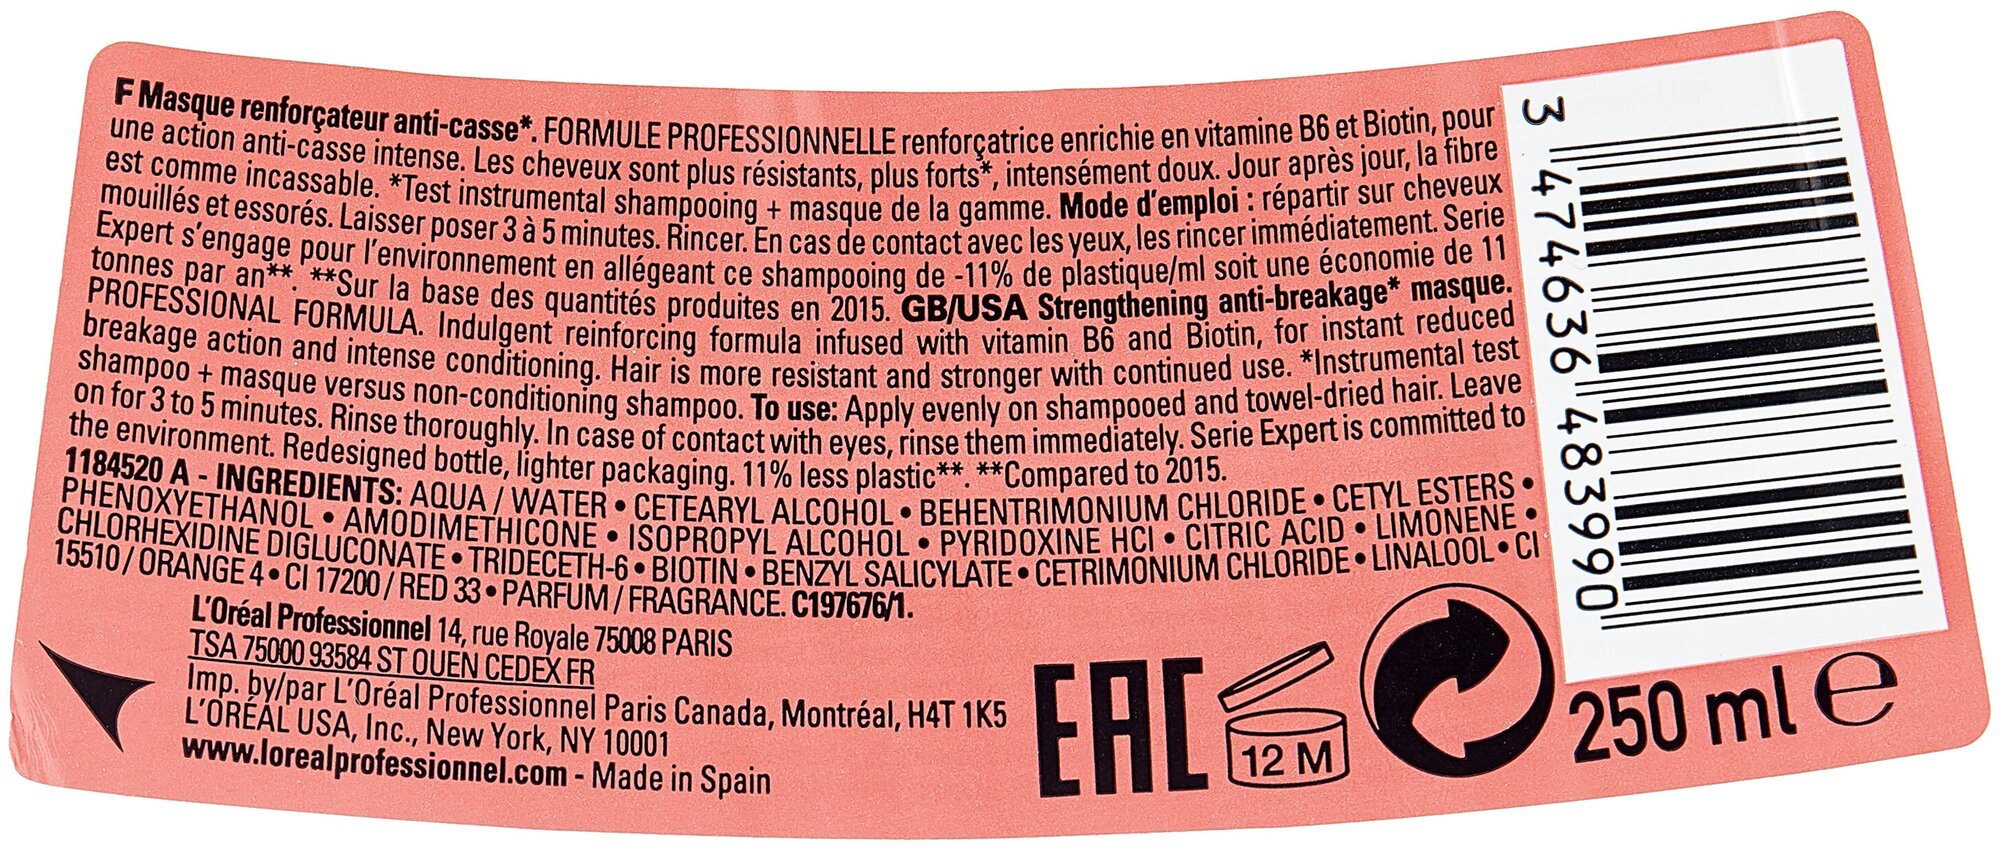 F Masque renforçateur anti-casse*. FORMULE PROFESSIONNELLE renforçatrice enrichie en vitamine B6 et Biotin, pour
une action anti-casse intense. Les cheveux sont plus résistants, plus forts*, intensément doux. Jour après jour, la fibre
est comme incassable. *Test instrumental shampooing + masque de la gamme. Mode d'emploi : répartir sur cheveux
mouillés et essorés. Laisser poser 3 à 5 minutes. Rincer. En cas de contact avec les yeux, les rincer immédiatement. Serie
Expert s'engage pour l'environnement en allégeant ce shampooing de -11% de plastique/ml soit une économie de 11
tonnes par an**. **Sur la base des quantités produites en 2015. GB/USA Strengthening anti-breakage* masque.
PROFESSIONAL FORMULA. Indulgent reinforcing formula infused with vitamin B6 and Biotin, for instant reduced
breakage action and intense conditioning. Hair is more resistant and stronger with continued use. *Instrumental test
shampoo + masque versus non-conditioning shampoo. To use: Apply evenly on shampooed and towel-dried hair. Leave
on for 3 to 5 minutes. Rinse thoroughly. In case of contact with eyes, rinse them immediately. Serie Expert is committed to
the environment. Redesigned bottle, lighter packaging. 11% less plastic**. **Compared to 2015.
1184520 A - INGREDIENTS: AQUA / WATER • CETEARYL ALCOHOL • BEHENTRIMONIUM CHLORIDE • CETYL ESTERS •
PHENOXYETHANOL • AMODIMETHICONE • ISOPROPYL ALCOHOL • PYRIDOXINE HCI • CITRIC ACID • LIMONENE •
CHLORHEXIDINE DIGLUCONATE • TRIDECETH-6 • BIOTIN • BENZYL SALICYLATE • CETRIMONIUM CHLORIDE • LINALOOL • CI
15510 / ORANGE 4 • CI 17200 / RED 33 • PARFUM / FRAGRANCE. C197676/1.
L'Oréal Professionnel 14, rue Royale 75008 PARIS
TSA 75000 93584 ST OUEN CEDEX FR
Imp. by/par L'Oréal Professionnel Paris Canada, Montréal, H4T 1K5
L'ORÉAL USA, Inc., New York, NY 10001
www.lorealprofessionnel.com - Made in Spain
EAC
12 M
250 ml e
3 474636 483990